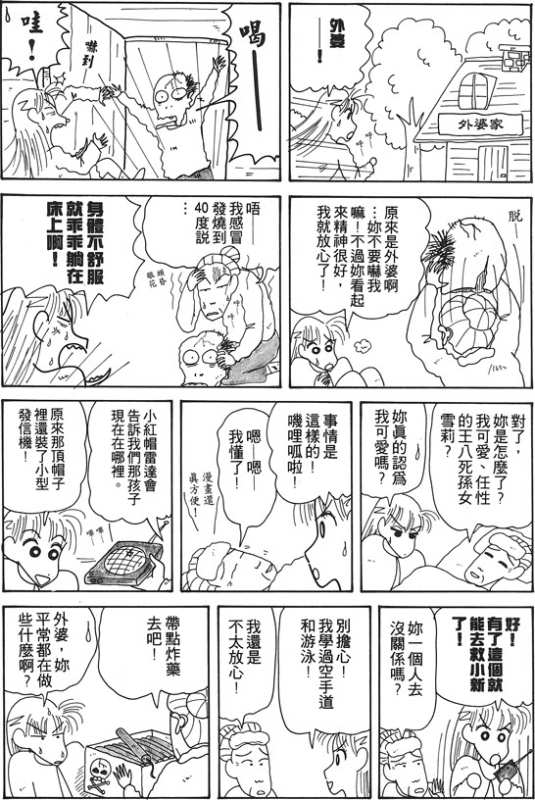 外婆
──！
外婆家
喝──
哇！
嚇到
脫
原來是外婆啊
…妳不要嚇我
嘛！不過妳看起
來精神很好，
我就放心了！
唔──
我感冒
發燒到
40度說
…
頭昏
眼花
身體不舒服
就乖乖躺在
床上啊！
對了，
妳是怎麼了？
我可愛、任性
的王八死孫女
雪莉？
妳真的認為
我可愛嗎？
事情是
這樣的！
嘰哩呱啦！
嗯─嗯─
我懂了！
漫畫還
真方便！
小紅帽雷達會
告訴我們那孩子
現在在哪裡。
原來那頂帽子
裡還裝了小型
發信機！
好！
有了這個就
能去救小新
了！
妳一個人去
沒關係嗎？
別擔心！
我學過空手道
和游泳！
我還是
不太放心！
帶點炸藥
去吧！
外婆，妳
平常都在做
些什麼啊？